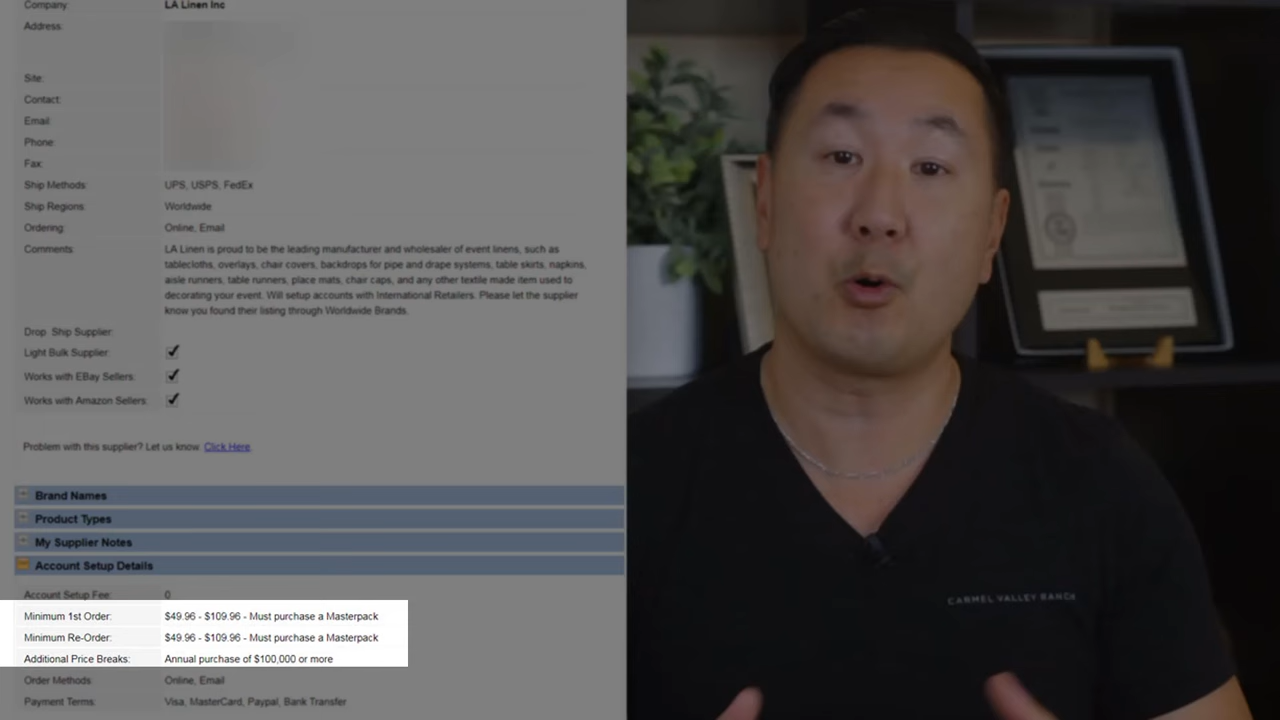 Company: LA Linen Inc
Address:
Site:
Contact:
Email:
Phone:
Fax:
Ship Methods: UPS, USPS, FedEx
Ship Regions: Worldwide
Ordering: Online, Email
Comments: LA Linen is proud to be the leading manufacturer and wholesaler of event linens, such as
tablecloths, overlays, chair covers, backdrops for pipe and drape systems, table skirts, napkins,
aisle runners, table runners, place mats, chair caps, and any other textile made item used to
decorating your event. Will setup accounts with International Retailers. Please let the supplier
know you found their listing through Worldwide Brands.
Drop Ship Supplier:
Light Bulk Supplier:
Works with EBay Sellers:
Works with Amazon Sellers:
Problem with this supplier? Let us know: Click Here.
Brand Names
Product Types
My Supplier Notes
Account Setup Details
Account Setup Fee: 0
Minimum 1st Order: $49.96 - $109.96 - Must purchase a Masterpack
Minimum Re-Order: $49.96 - $109.96 - Must purchase a Masterpack
Additional Price Breaks: Annual purchase of $100,000 or more
Order Methods: Online, Email
Payment Terms: Visa, MasterCard, Paypal, Bank Transfer
CARMEL VALLEY RANCH